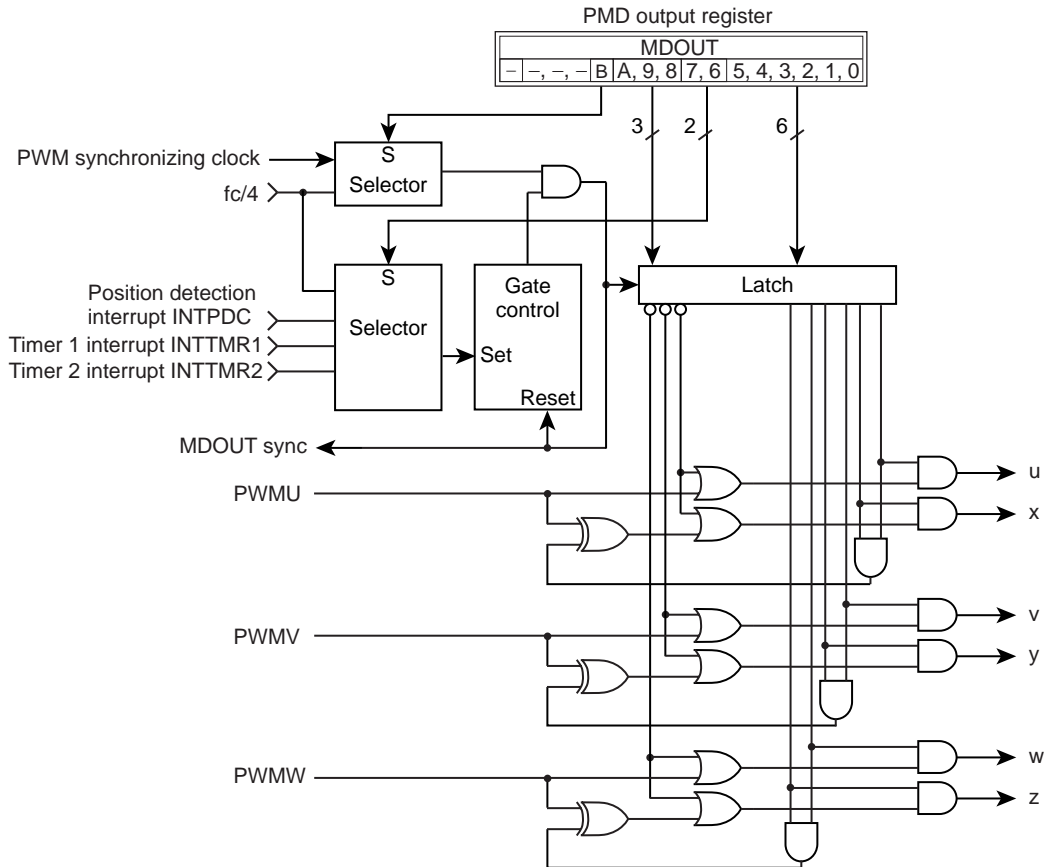 PMD output register
MDOUT
– –, –, – B A, 9, 8 7, 6 5, 4, 3, 2, 1, 0
3 2 6
PWM synchronizing clock
S
Selector
fc/4
S
Selector
Gate
control
Set
Reset
Latch
Position detection
interrupt INTPDC
Timer 1 interrupt INTTMR1
Timer 2 interrupt INTTMR2
MDOUT sync
PWMU
u
x
PWMV
v
y
PWMW
w
z